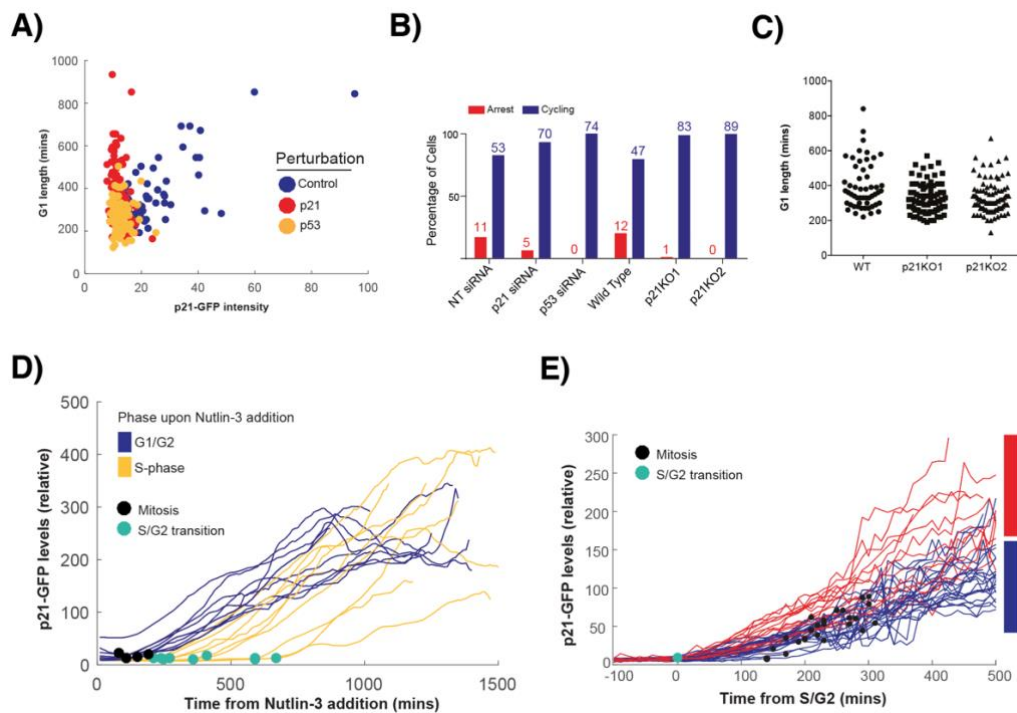 A)
G1 length (mins)
1000
800
600
400
200
0
0 20 40 60 80 100
p21-GFP intensity
Perturbation
Control
p21
p53
B)
Arrest Cycling
Percentage of Cells
100
50
11 53
5 70
0 74
12 47
1 83
0 89
NT siRNA
p21 siRNA
p53 siRNA
Wild Type
p21KO1
p21KO2
C)
G1 length (mins)
1000
800
600
400
200
0
WT p21KO1 p21KO2
D)
p21-GFP levels (relative)
500
400
300
200
100
0
Phase upon Nutlin-3 addition
G1/G2
S-phase
Mitosis
S/G2 transition
0 500 1000 1500
Time from Nutlin-3 addition (mins)
E)
p21-GFP levels (relative)
300
250
200
150
100
50
0
Mitosis
S/G2 transition
-100 0 100 200 300 400 500
Time from S/G2 (mins)